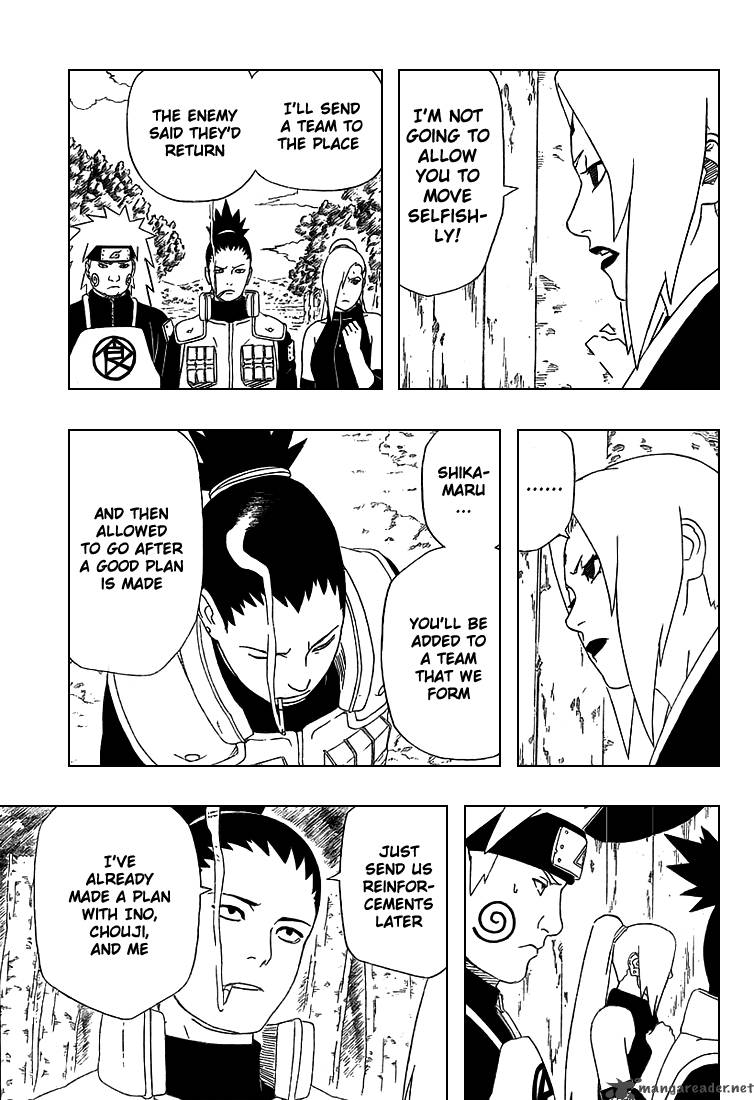 I'M NOT
GOING TO
ALLOW
YOU TO
MOVE
SELFISH-
LY!
I'LL SEND
A TEAM TO
THE PLACE
THE ENEMY
SAID THEY'D
RETURN
食
......
SHIKA-
MARU
...
YOU'LL BE
ADDED TO
A TEAM
THAT WE
FORM
AND THEN
ALLOWED
TO GO AFTER
A GOOD PLAN
IS MADE
JUST
SEND US
REINFOR-
CEMENTS
LATER
I'VE
ALREADY
MADE A PLAN
WITH INO,
CHOUJI,
AND ME
mangareader.net